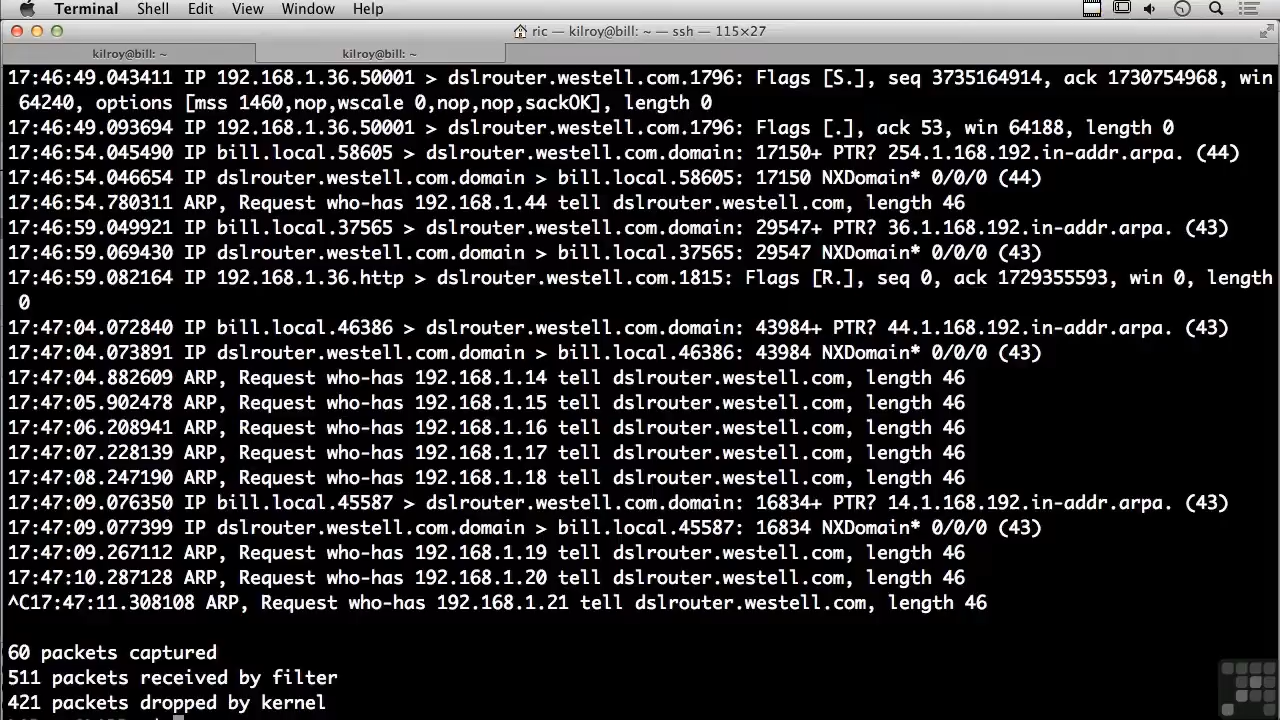 Terminal Shell Edit View Window Help
ric — kilroy@bill: ~ — ssh — 115×27
kilroy@bill: ~ kilroy@bill: ~
17:46:49.043411 IP 192.168.1.36.50001 > dslrouter.westell.com.1796: Flags [S.], seq 3735164914, ack 1730754968, win
64240, options [mss 1460,nop,wscale 0,nop,nop,sackOK], length 0
17:46:49.093694 IP 192.168.1.36.50001 > dslrouter.westell.com.1796: Flags [.], ack 53, win 64188, length 0
17:46:54.045490 IP bill.local.58605 > dslrouter.westell.com.domain: 17150+ PTR? 254.1.168.192.in-addr.arpa. (44)
17:46:54.046654 IP dslrouter.westell.com.domain > bill.local.58605: 17150 NXDomain* 0/0/0 (44)
17:46:54.780311 ARP, Request who-has 192.168.1.44 tell dslrouter.westell.com, length 46
17:46:59.049921 IP bill.local.37565 > dslrouter.westell.com.domain: 29547+ PTR? 36.1.168.192.in-addr.arpa. (43)
17:46:59.069430 IP dslrouter.westell.com.domain > bill.local.37565: 29547 NXDomain* 0/0/0 (43)
17:46:59.082164 IP 192.168.1.36.http > dslrouter.westell.com.1815: Flags [R.], seq 0, ack 1729355593, win 0, length
0
17:47:04.072840 IP bill.local.46386 > dslrouter.westell.com.domain: 43984+ PTR? 44.1.168.192.in-addr.arpa. (43)
17:47:04.073891 IP dslrouter.westell.com.domain > bill.local.46386: 43984 NXDomain* 0/0/0 (43)
17:47:04.882609 ARP, Request who-has 192.168.1.14 tell dslrouter.westell.com, length 46
17:47:05.902478 ARP, Request who-has 192.168.1.15 tell dslrouter.westell.com, length 46
17:47:06.208941 ARP, Request who-has 192.168.1.16 tell dslrouter.westell.com, length 46
17:47:07.228139 ARP, Request who-has 192.168.1.17 tell dslrouter.westell.com, length 46
17:47:08.247190 ARP, Request who-has 192.168.1.18 tell dslrouter.westell.com, length 46
17:47:09.076350 IP bill.local.45587 > dslrouter.westell.com.domain: 16834+ PTR? 14.1.168.192.in-addr.arpa. (43)
17:47:09.077399 IP dslrouter.westell.com.domain > bill.local.45587: 16834 NXDomain* 0/0/0 (43)
17:47:09.267112 ARP, Request who-has 192.168.1.19 tell dslrouter.westell.com, length 46
17:47:10.287128 ARP, Request who-has 192.168.1.20 tell dslrouter.westell.com, length 46
^C17:47:11.308108 ARP, Request who-has 192.168.1.21 tell dslrouter.westell.com, length 46
60 packets captured
511 packets received by filter
421 packets dropped by kernel